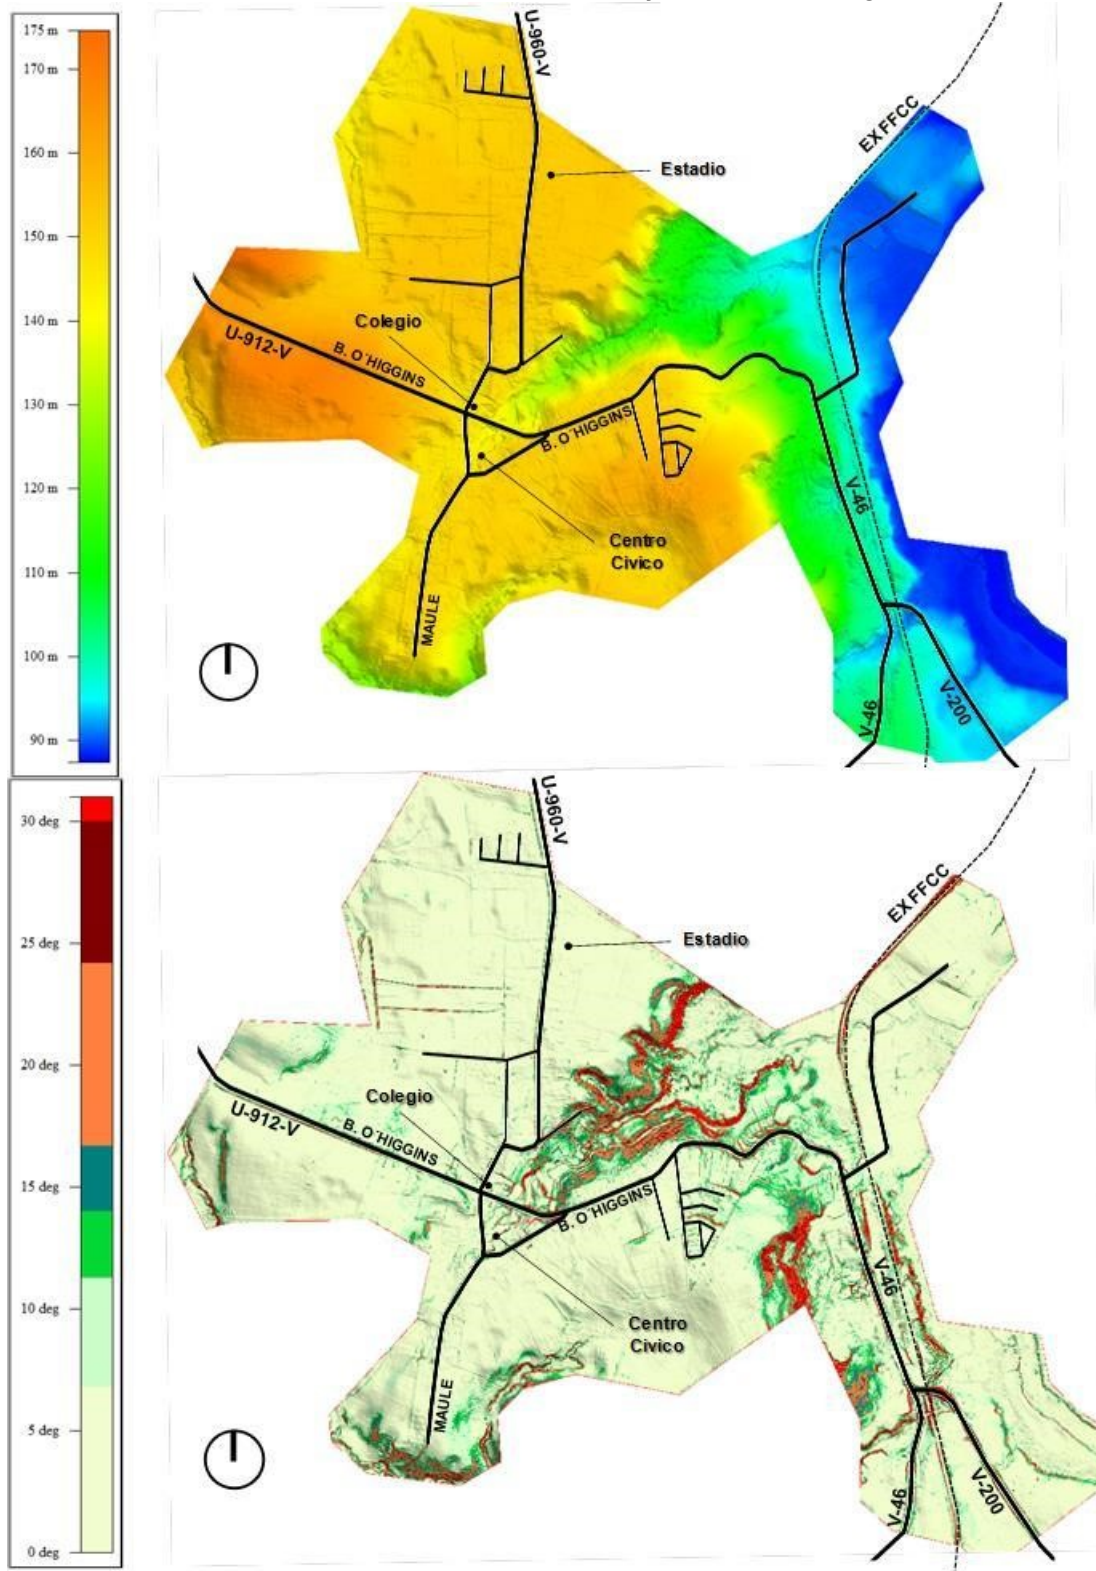 175 m
170 m
160 m
150 m
140 m
130 m
120 m
110 m
100 m
90 m
U-960-V
EX FFCC
Estadio
Colegio
U-912-V
B. O´HIGGINS
B. O´HIGGINS
Centro
Civico
MAULE
V-46
V-46
V-200
30 deg
25 deg
20 deg
15 deg
10 deg
5 deg
0 deg
U-960-V
EX FFCC
Estadio
Colegio
U-912-V
B. O´HIGGINS
B. O´HIGGINS
Centro
Civico
MAULE
V-46
V-46
V-200